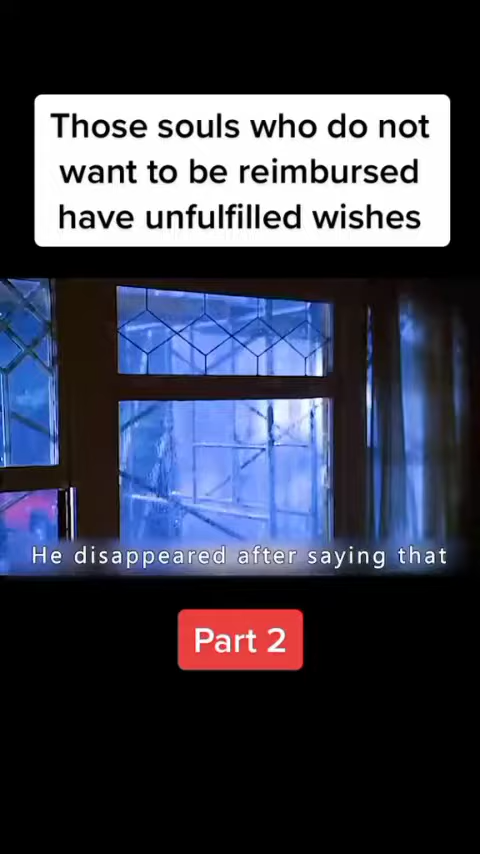 Those souls who do not
want to be reimbursed
have unfulfilled wishes
He disappeared after saying that
Part 2